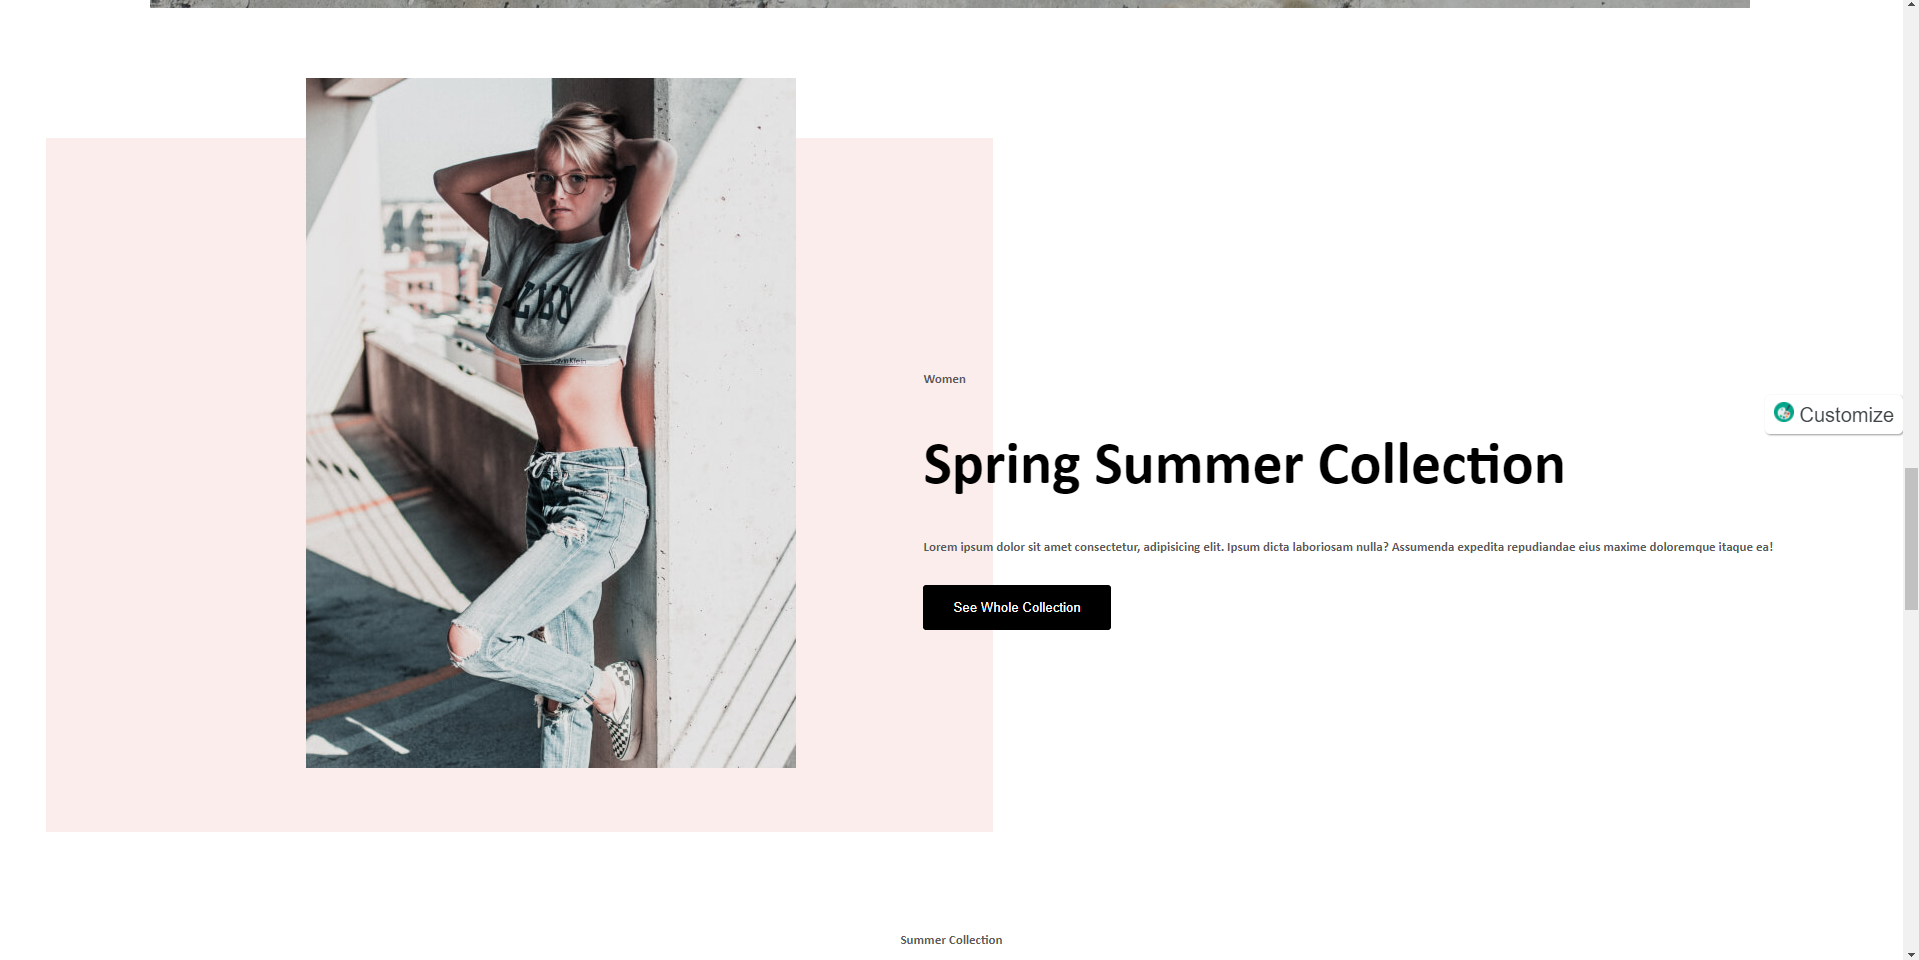 Women
Customize
Spring Summer Collection
Lorem ipsum dolor sit amet consectetur, adipisicing elit. Ipsum dicta laboriosam nulla? Assumenda expedita repudiandae eius maxime doloremque itaque ea!
See Whole Collection
Summer Collection